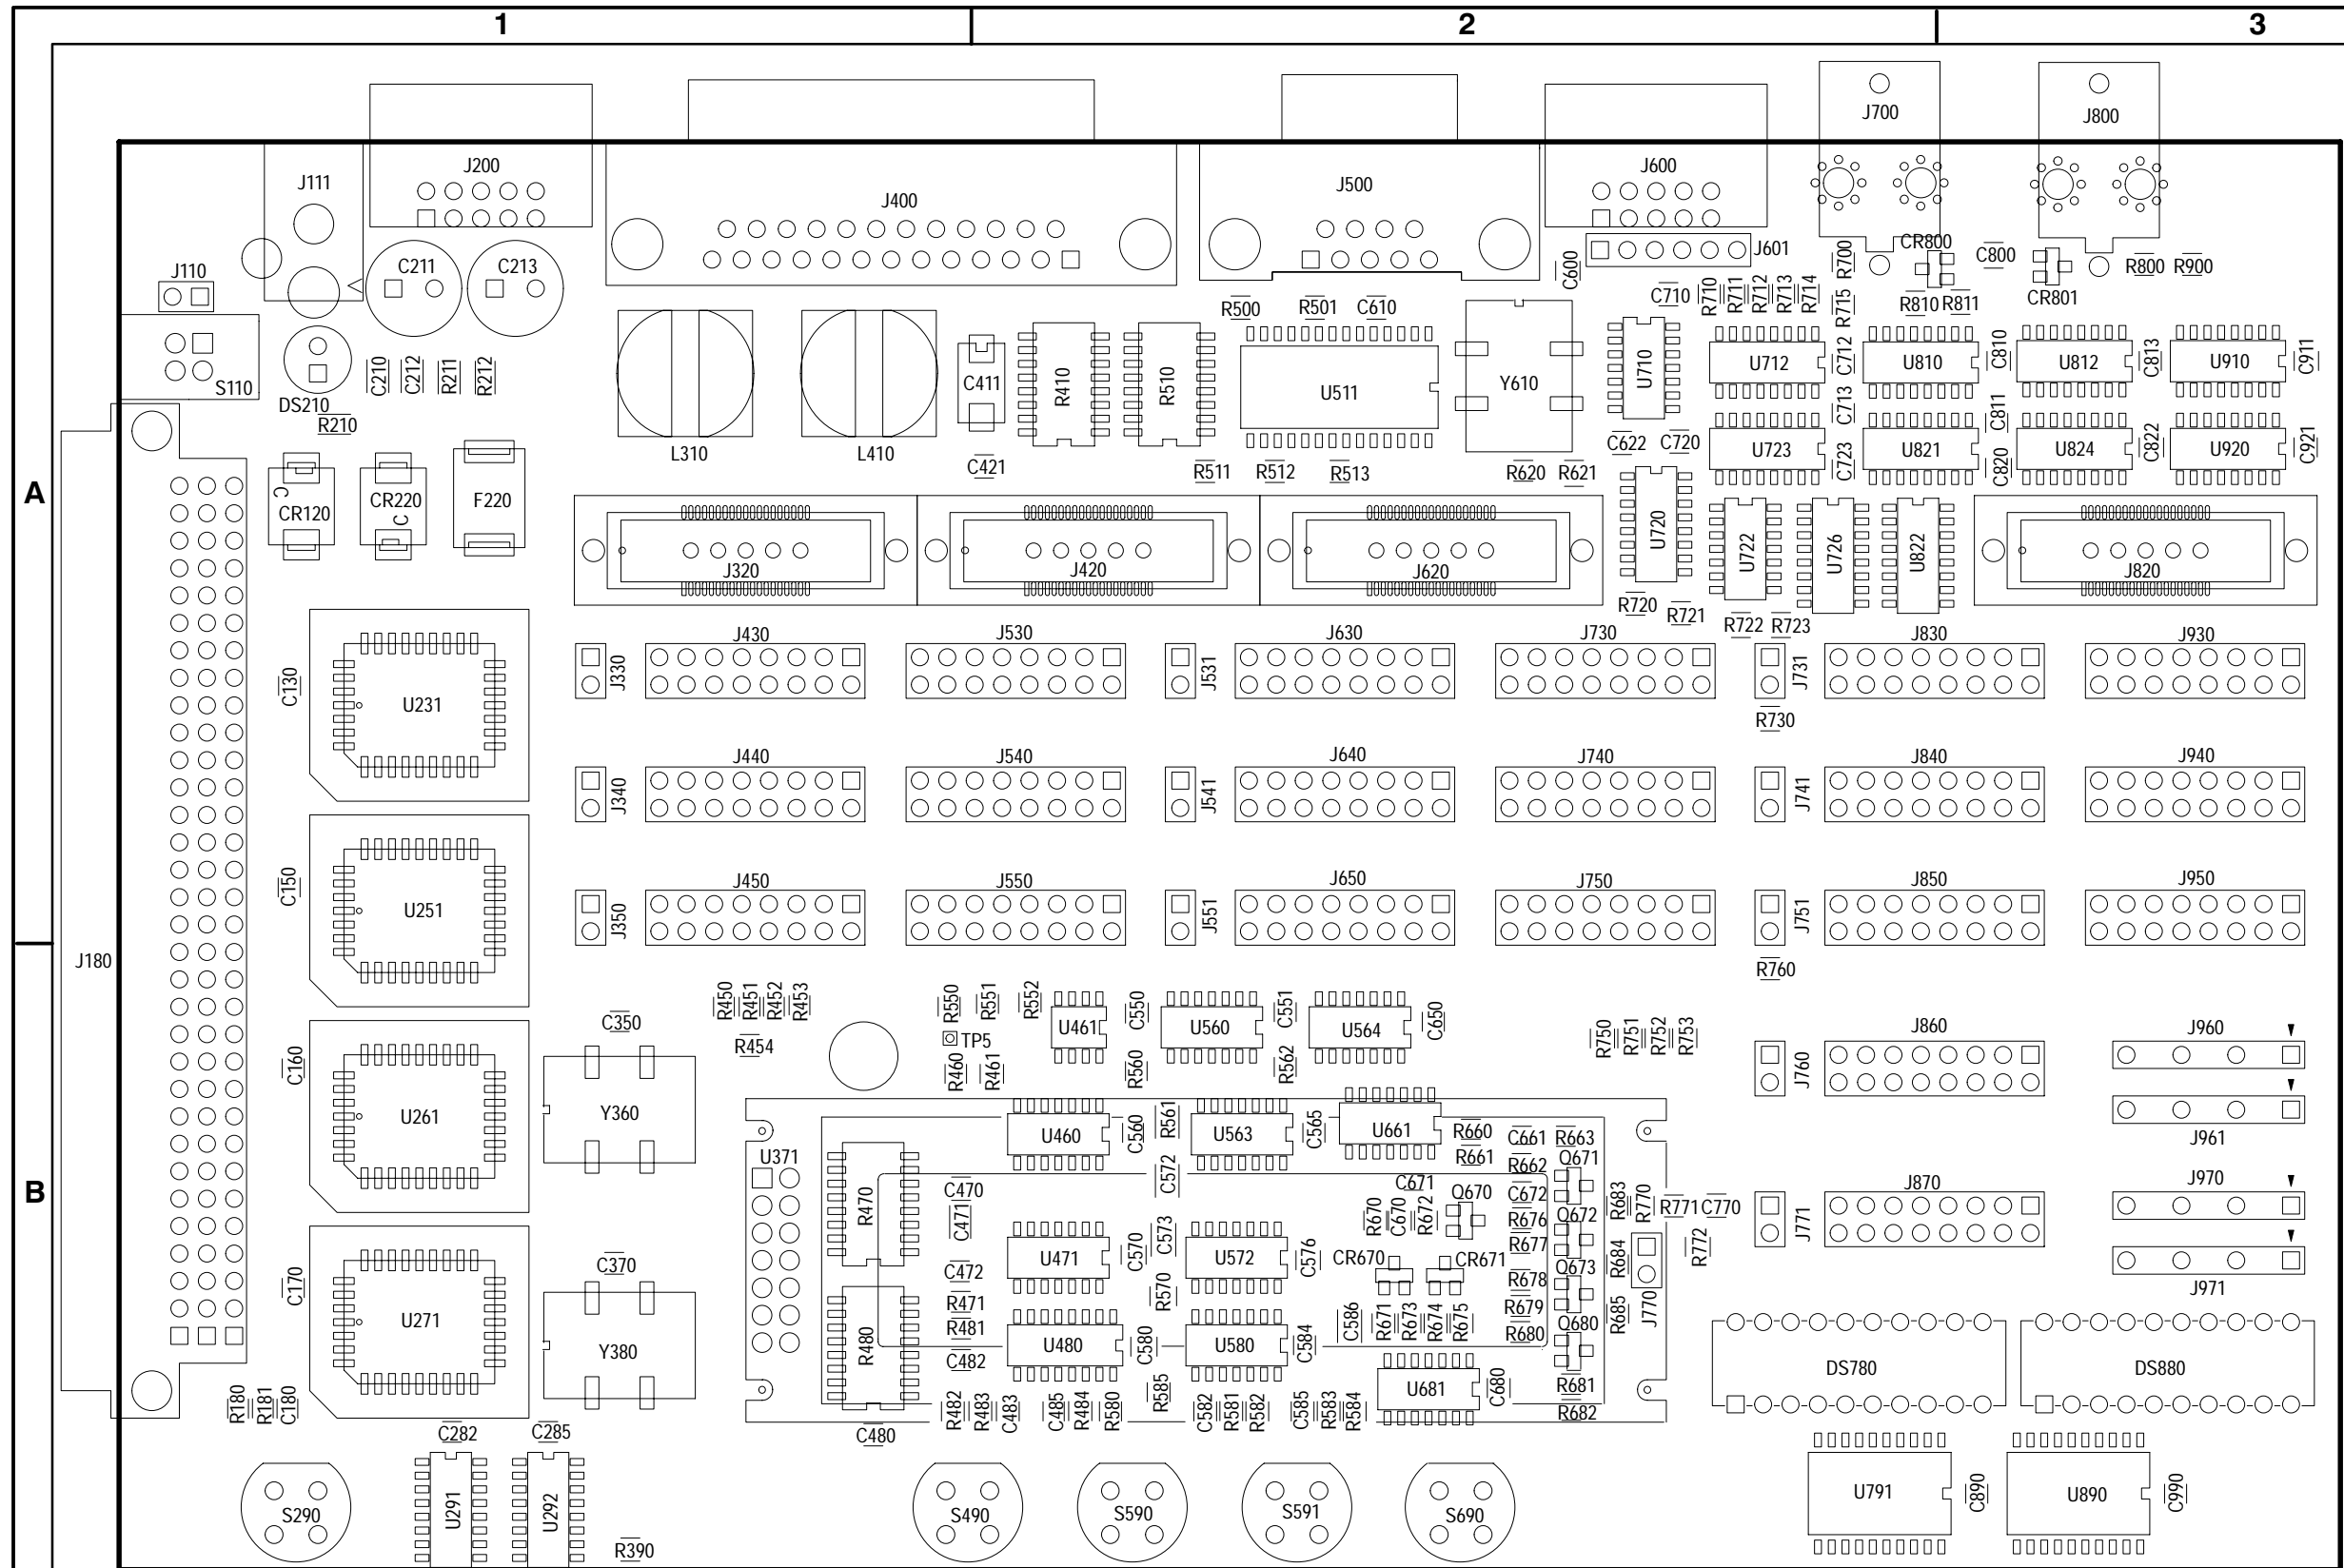 1 2 3
J700 J800
J111 J200 J400 J500 J600
J110 C211 C213 C600 J601 R700 CR800 C800 R800 R900
R500 R501 C610 C710 R710 R711 R712 R713 R714 R715 R810 R811 CR801
S110 DS210 R210 C210 C212 R211 R212 C411 R410 R510 U511 Y610 U710 U712 C712 U810 C810 U812 C813 U910 C911
L310 L410 C421 R511 R512 R513 R620 R621 C622 C720 U723 C713 C723 U821 C811 C820 U824 C822 U920 C921
A
C CR120 CR220 C F220
J320 J420 J620 U720 U722 U726 U822 J820
R720 R721 R722 R723
C130 U231 J330 J430 J530 J531 J630 J730 J731 J830 J930
R730
J340 J440 J540 J541 J640 J740 J741 J840 J940
C150 U251 J350 J450 J550 J551 J650 J750 J751 J850 J950
J180
R760
R450 R451 R452 R453 R550 R551 R552 U461 C550 U560 C551 U564 C650
C350 R454 TP5 R750 R751 R752 R753 J760 J860 J960
C160 U261 Y360 R460 R461 R560 R562
U460 C560 R561 U563 C565 U661 R660 C661 R663 J961
U371 R661 R662 Q671
B
R470 C470 C471 C572 C671 Q670 C672 R683 R770 R771 C770 J771 J870 J970
R670 C670 R672 R676 Q672
C170 U271 C370 C472 U471 C570 C573 U572 C576 CR670 CR671 R677 R684 R772 J971
R471 R570 R678 Q673
Y380 R480 R481 U480 C580 U580 C584 C586 R671 R673 R674 R675 R679 R680 Q680 R685 J770
C482 DS780 DS880
R180 R181 C180 R482 R483 C483 C485 R484 R580 R585 C582 R581 R582 C585 R583 R584 U681 C680 R681 R682
C282 C285 C480
S290 U291 U292 R390 S490 S590 S591 S690 U791 C890 U890 C990